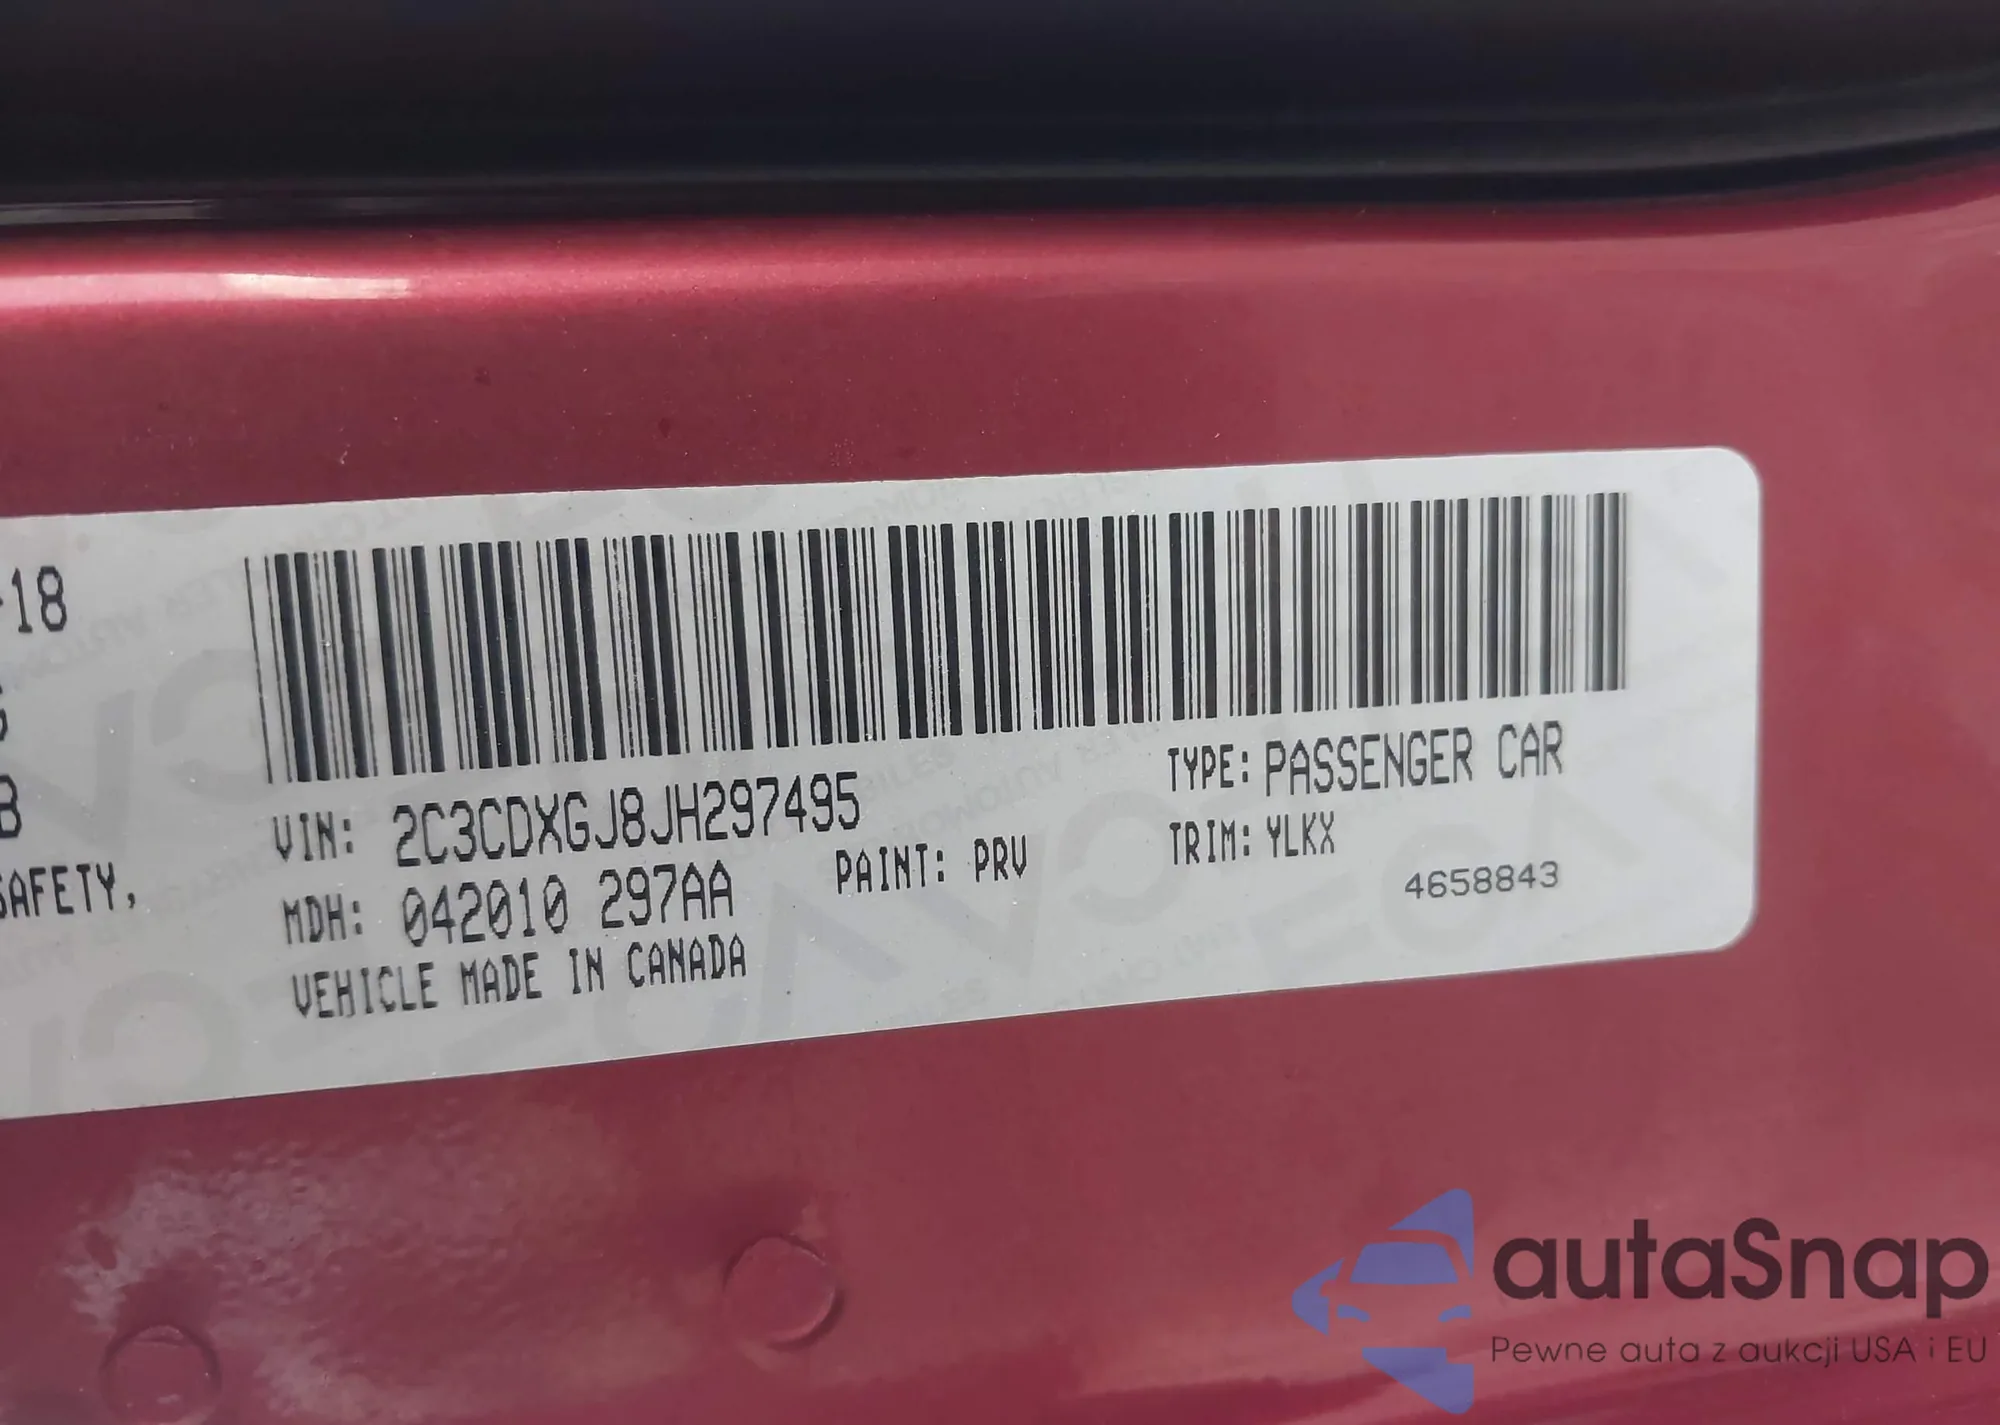 -18
B
SAFETY,
VIN: 2C3CDXGJ8JH297495
TYPE: PASSENGER CAR
MDH: 042010 297AA
PAINT: PRV
TRIM: YLKX
4658843
VEHICLE MADE IN CANADA
autaSnap
Pewne auta z aukcji USA i EU